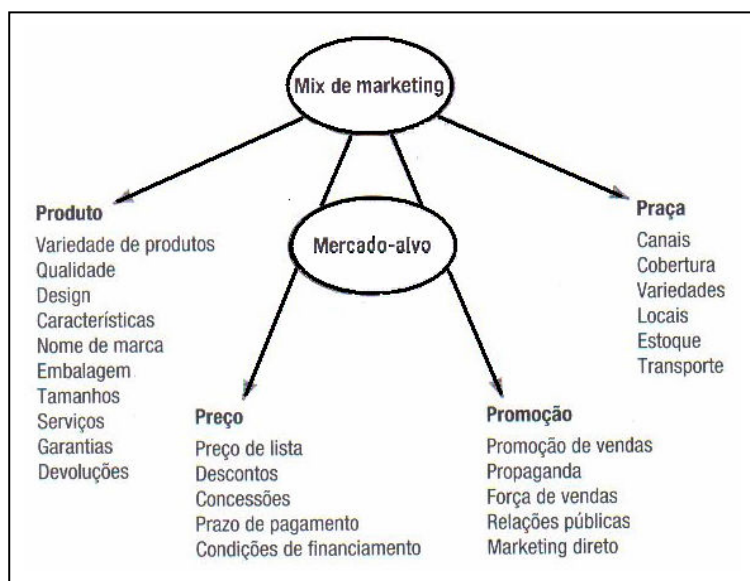 Mix de marketing
Mercado-alvo
Produto
Variedade de produtos
Qualidade
Design
Características
Nome de marca
Embalagem
Tamanhos
Serviços
Garantias
Devoluções
Preço
Preço de lista
Descontos
Concessões
Prazo de pagamento
Condições de financiamento
Promoção
Promoção de vendas
Propaganda
Força de vendas
Relações públicas
Marketing direto
Praça
Canais
Cobertura
Variedades
Locais
Estoque
Transporte